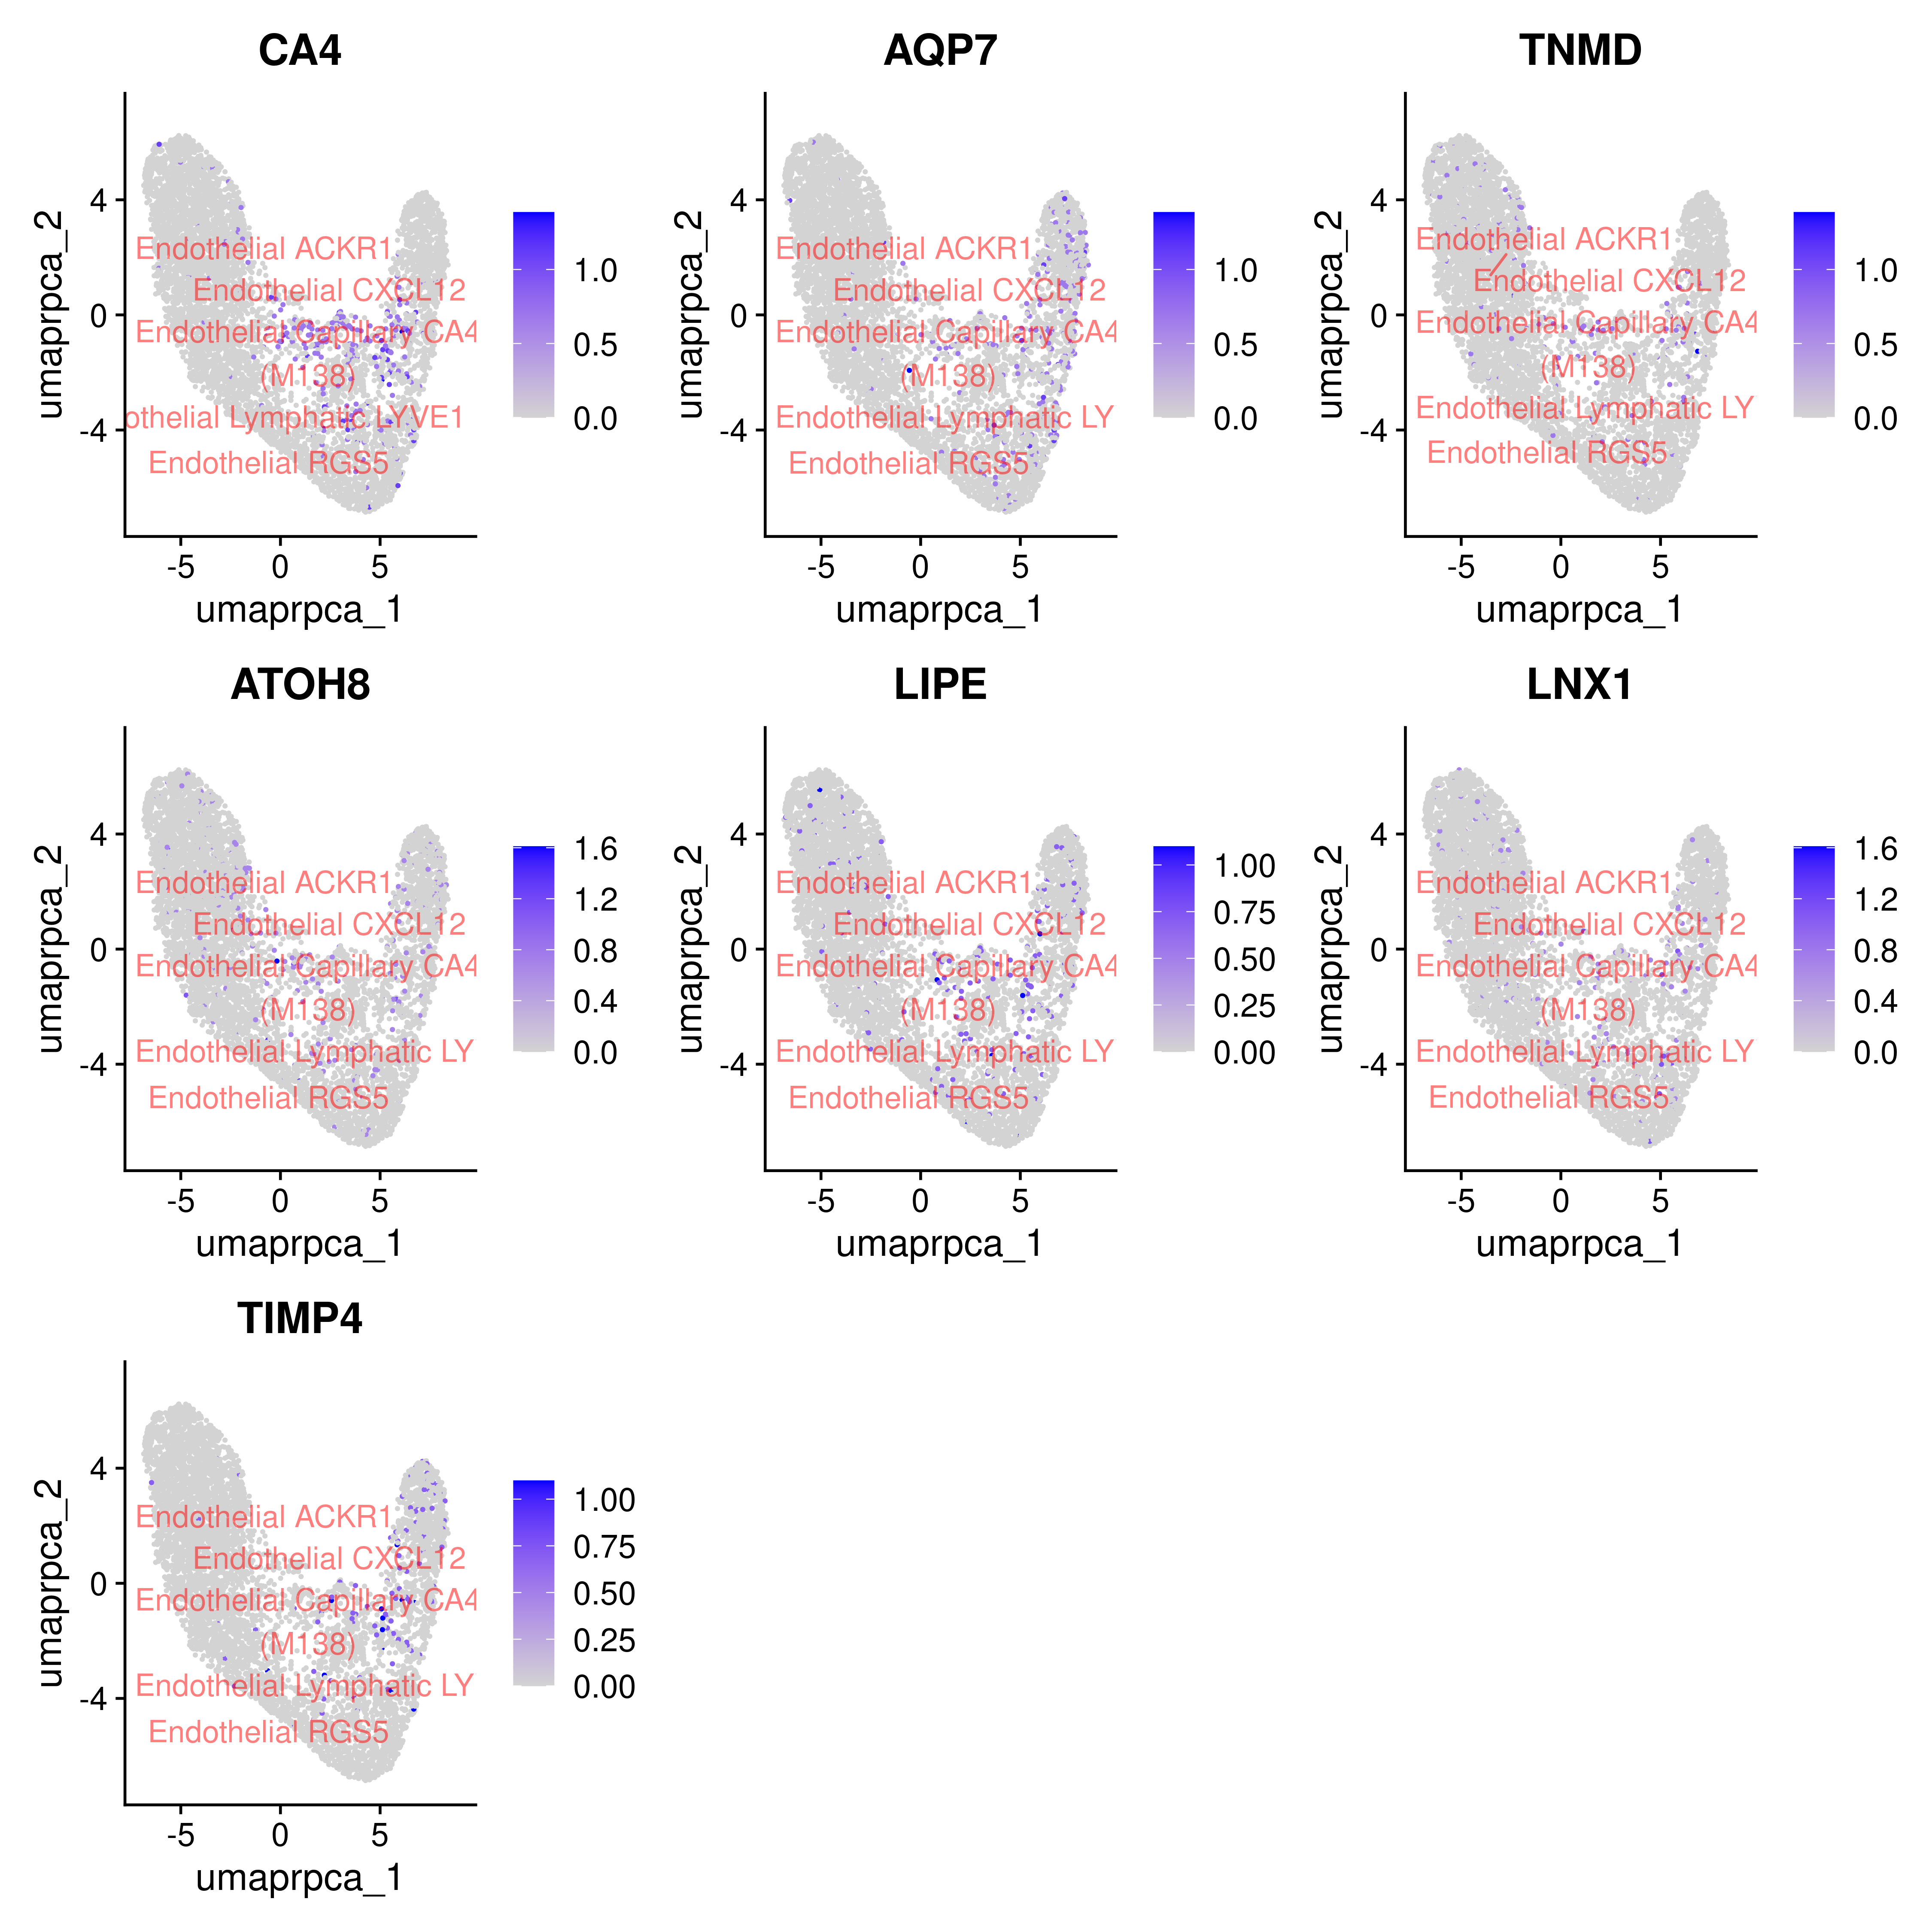 CA4
umaprpca_2
4
0
-4
Endothelial ACKR1
Endothelial CXCL12
Endothelial Capillary CA4
(M138)
othelial Lymphatic LYVE1
Endothelial RGS5
1.0
0.5
0.0
-5 0 5
umaprpca_1
AQP7
umaprpca_2
4
0
-4
Endothelial ACKR1
Endothelial CXCL12
Endothelial Capillary CA4
(M138)
Endothelial Lymphatic LY
Endothelial RGS5
1.0
0.5
0.0
-5 0 5
umaprpca_1
TNMD
umaprpca_2
4
0
-4
Endothelial ACKR1
Endothelial CXCL12
Endothelial Capillary CA4
(M138)
Endothelial Lymphatic LY
Endothelial RGS5
1.0
0.5
0.0
-5 0 5
umaprpca_1
ATOH8
umaprpca_2
4
0
-4
Endothelial ACKR1
Endothelial CXCL12
Endothelial Capillary CA4
(M138)
Endothelial Lymphatic LY
Endothelial RGS5
1.6
1.2
0.8
0.4
0.0
-5 0 5
umaprpca_1
LIPE
umaprpca_2
4
0
-4
Endothelial ACKR1
Endothelial CXCL12
Endothelial Capillary CA4
(M138)
Endothelial Lymphatic LY
Endothelial RGS5
1.00
0.75
0.50
0.25
0.00
-5 0 5
umaprpca_1
LNX1
umaprpca_2
4
0
-4
Endothelial ACKR1
Endothelial CXCL12
Endothelial Capillary CA4
(M138)
Endothelial Lymphatic LY
Endothelial RGS5
1.6
1.2
0.8
0.4
0.0
-5 0 5
umaprpca_1
TIMP4
umaprpca_2
4
0
-4
Endothelial ACKR1
Endothelial CXCL12
Endothelial Capillary CA4
(M138)
Endothelial Lymphatic LY
Endothelial RGS5
1.00
0.75
0.50
0.25
0.00
-5 0 5
umaprpca_1